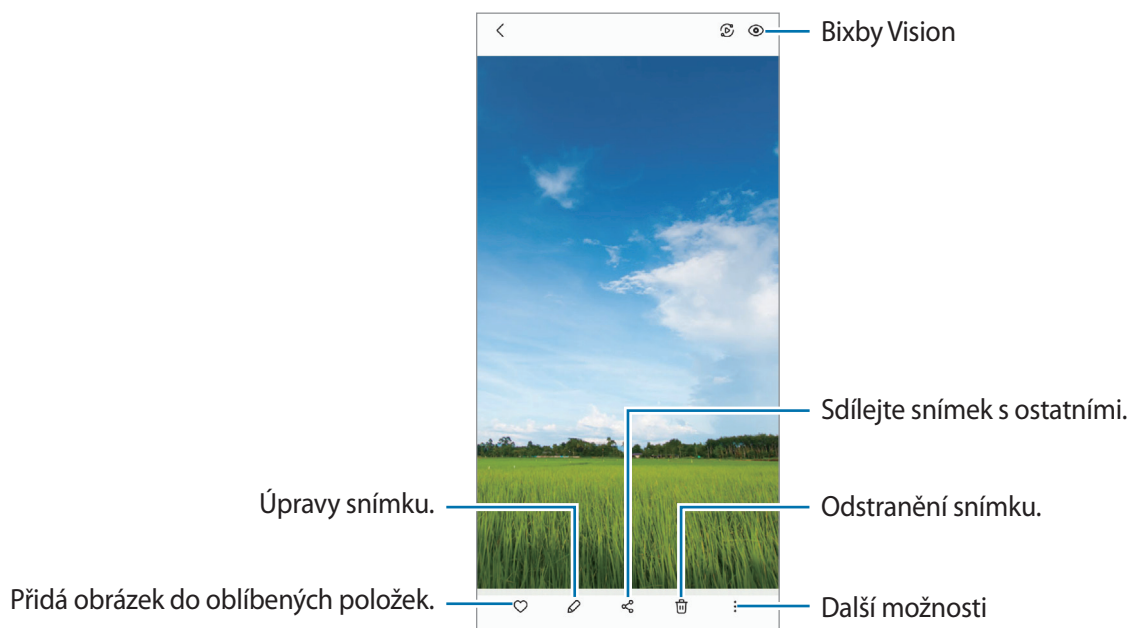 Bixby Vision
Sdílejte snímek s ostatními.
Úpravy snímku.
Odstranění snímku.
Přidá obrázek do oblíbených položek.
Další možnosti